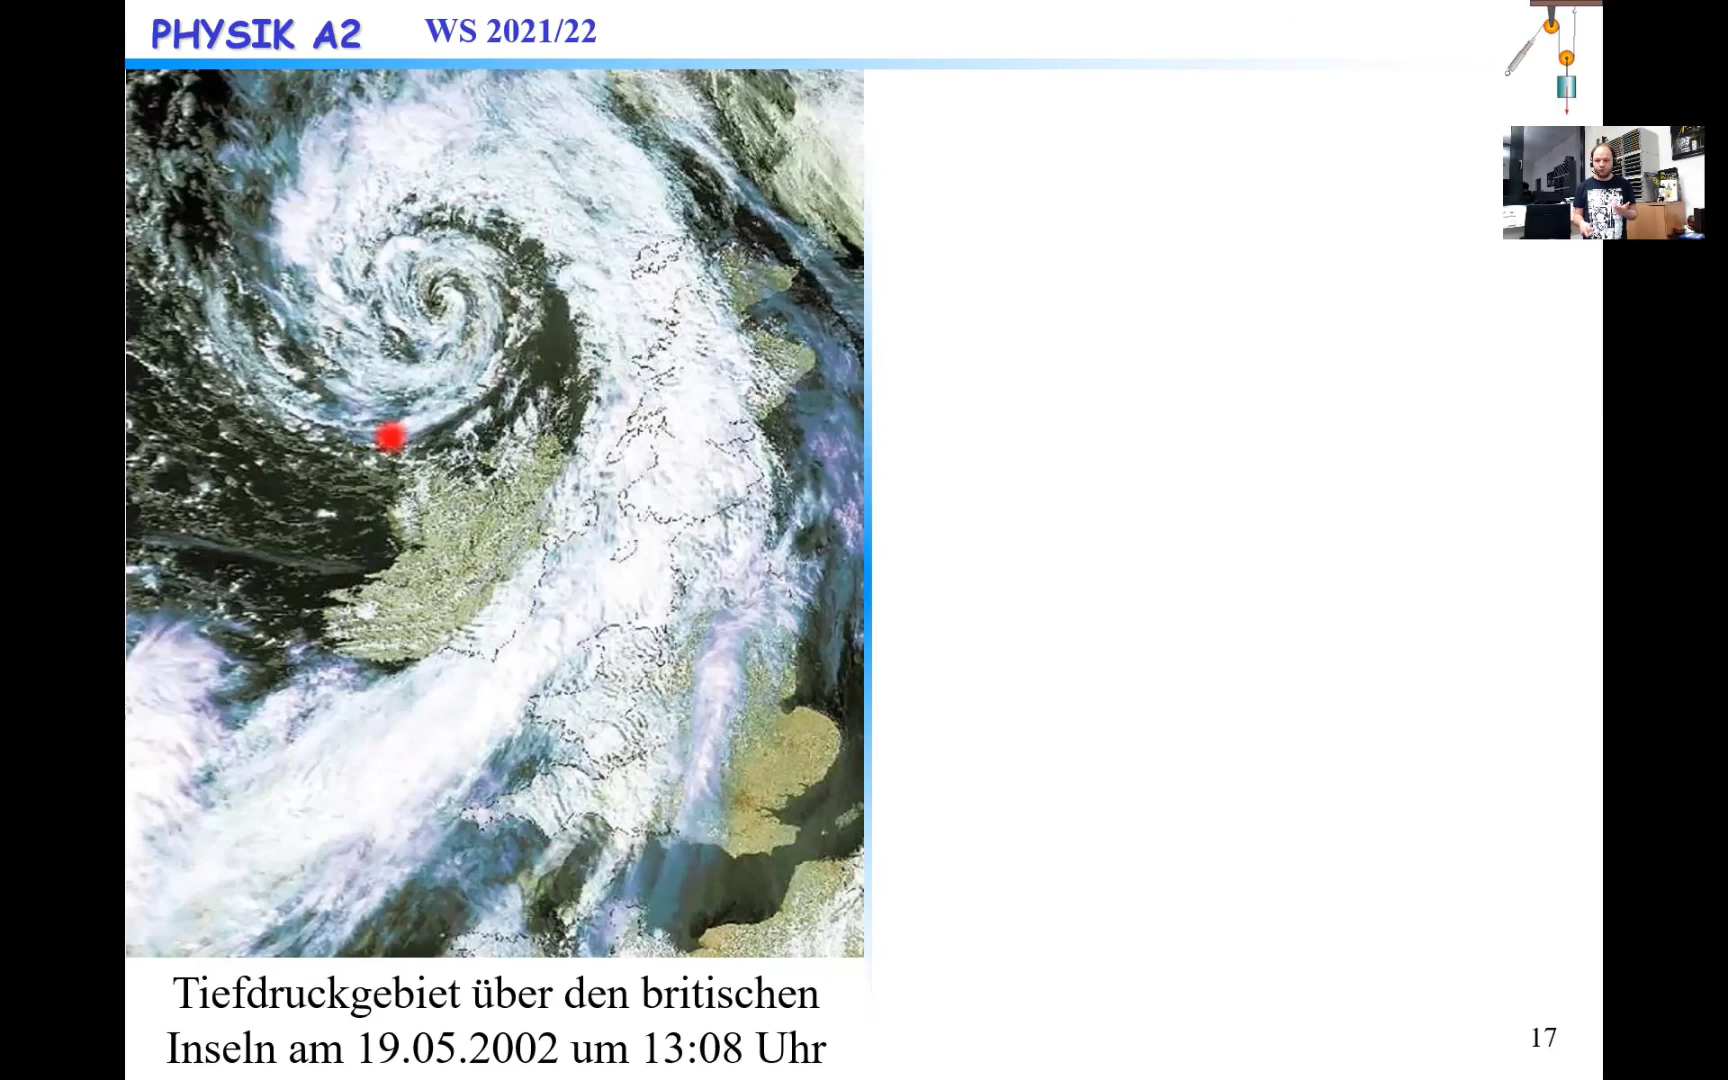 PHYSIK A2 WS 2021/22
Tiefdruckgebiet über den britischen
Inseln am 19.05.2002 um 13:08 Uhr
17